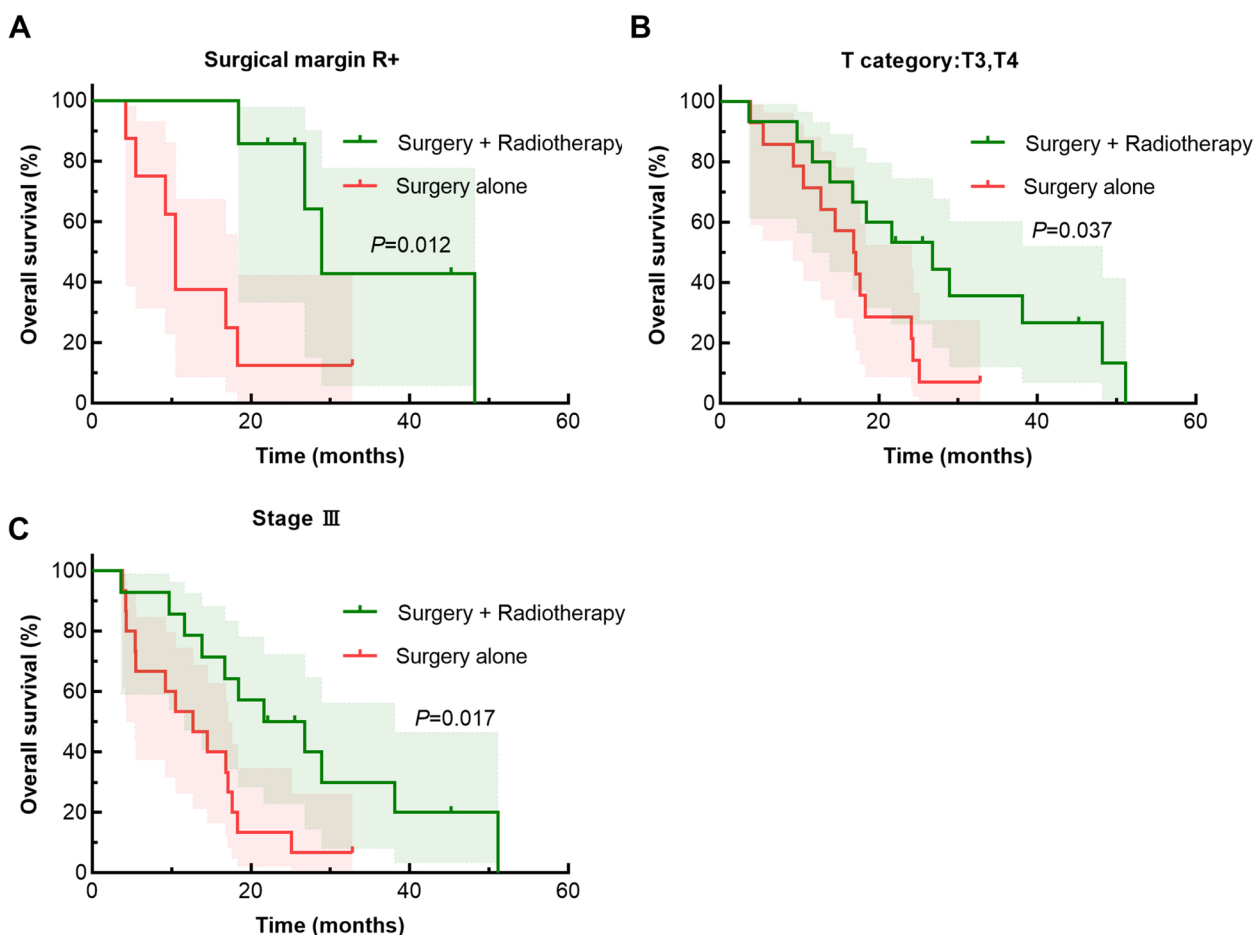 A
Surgical margin R+
Overall survival (%)
100
80
60
40
20
0
Surgery + Radiotherapy
Surgery alone
P=0.012
0 20 40 60
Time (months)
B
T category:T3,T4
Overall survival (%)
100
80
60
40
20
0
Surgery + Radiotherapy
Surgery alone
P=0.037
0 20 40 60
Time (months)
C
Stage Ⅲ
Overall survival (%)
100
80
60
40
20
0
Surgery + Radiotherapy
Surgery alone
P=0.017
0 20 40 60
Time (months)